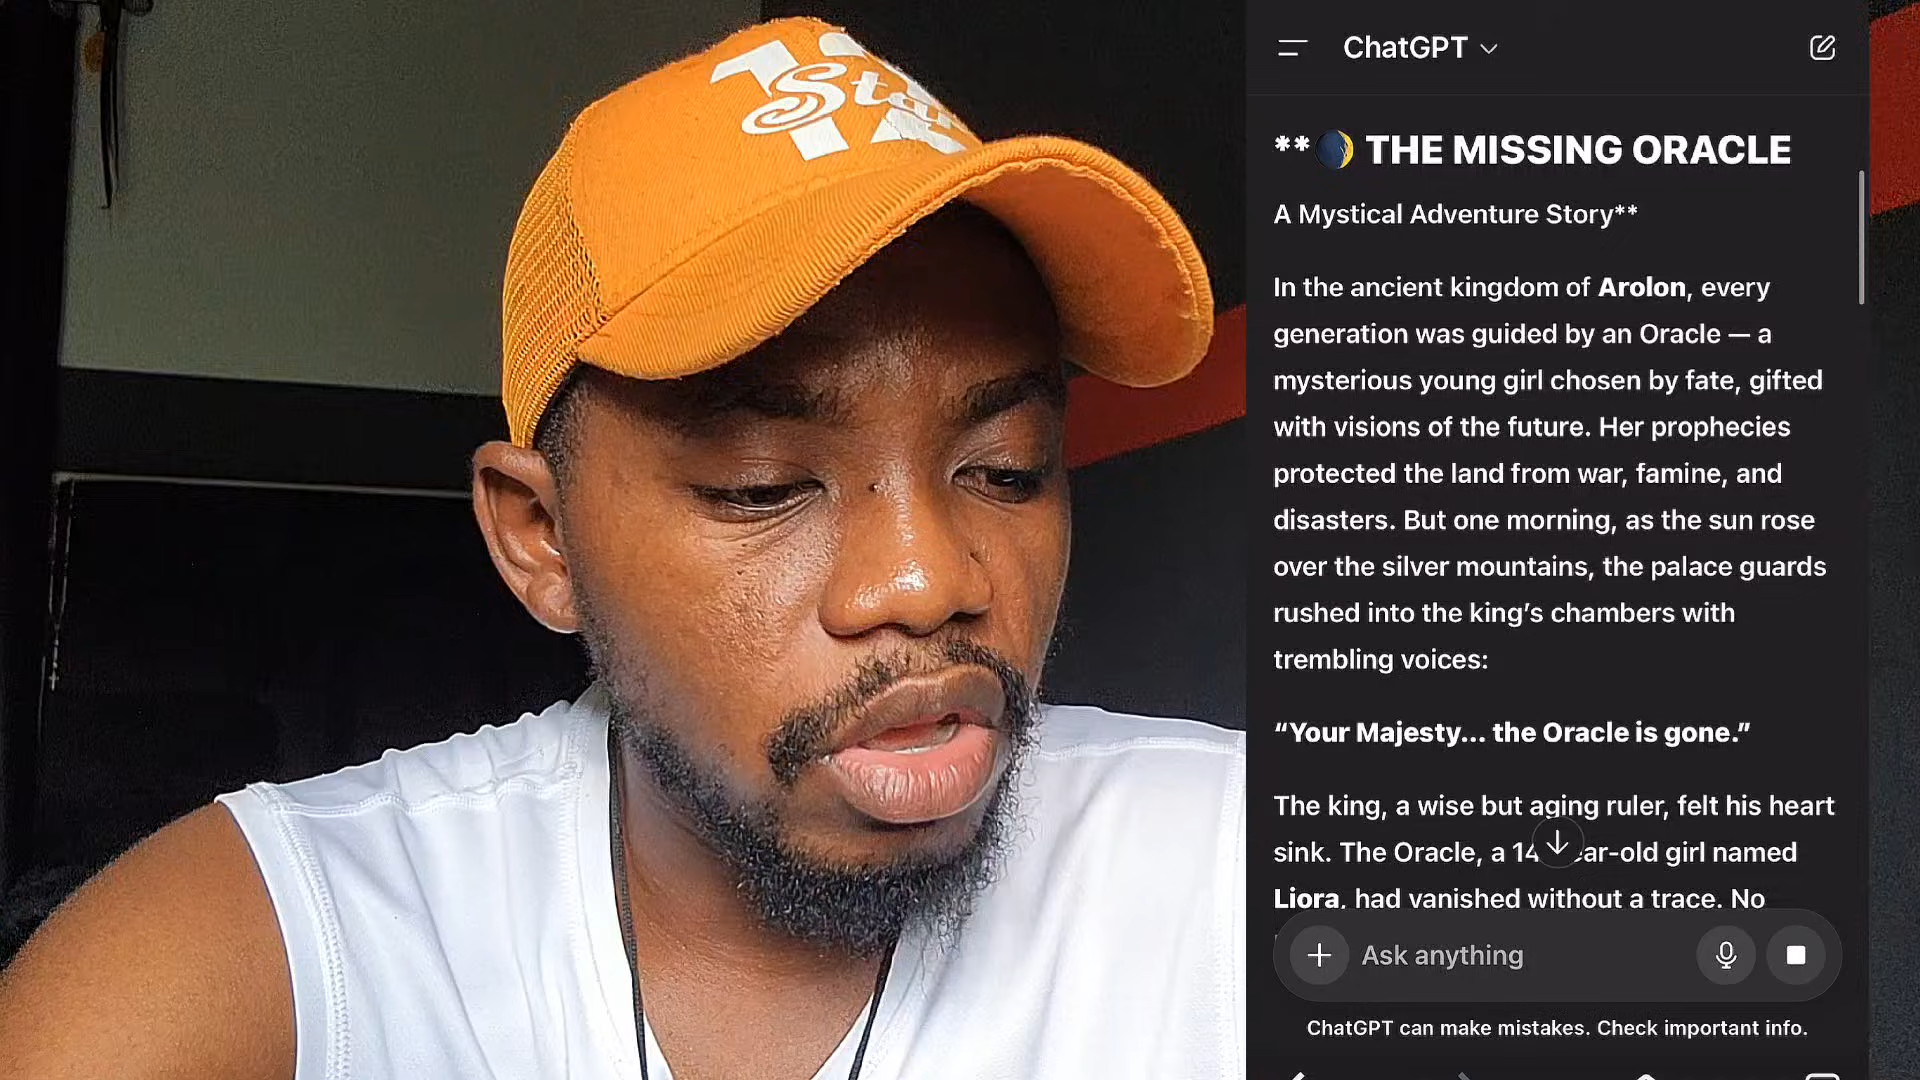 Sta
ChatGPT
**🌒 THE MISSING ORACLE
A Mystical Adventure Story**
In the ancient kingdom of Arolon, every
generation was guided by an Oracle — a
mysterious young girl chosen by fate, gifted
with visions of the future. Her prophecies
protected the land from war, famine, and
disasters. But one morning, as the sun rose
over the silver mountains, the palace guards
rushed into the king’s chambers with
trembling voices:
“Your Majesty... the Oracle is gone.”
The king, a wise but aging ruler, felt his heart
sink. The Oracle, a 14 ar-old girl named
Liora, had vanished without a trace. No
Ask anything
ChatGPT can make mistakes. Check important info.